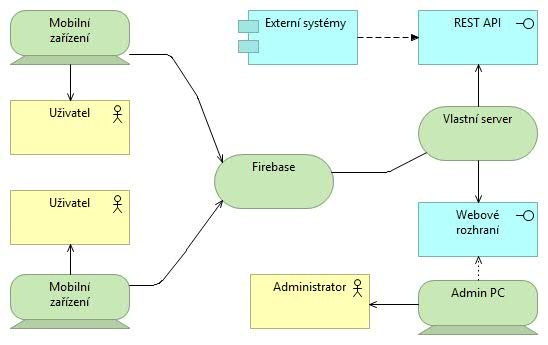 Mobilní
zařízení
Externí systémy
REST API
Uživatel
Vlastní server
Firebase
Uživatel
Webové
rozhraní
Mobilní
zařízení
Administrator
Admin PC